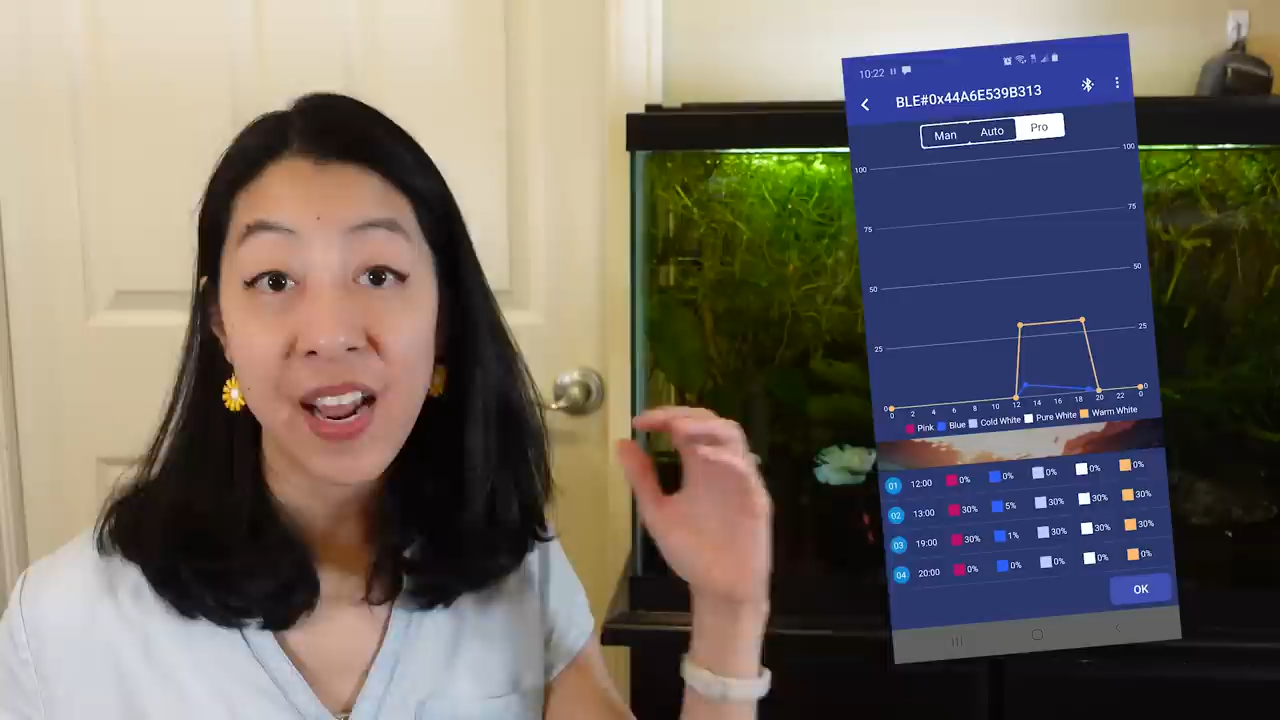 10:22
BLE#0x44A6E539B313
Man Auto Pro
100 100
75 75
50 50
25 25
0 0
0 2 4 6 8 10 12 14 16 18 20 22 0
Pink Blue Cold White Pure White Warm White
01 12:00 0% 0% 0% 0% 0%
02 13:00 30% 5% 30% 30% 30%
03 19:00 30% 1% 30% 30% 30%
04 20:00 0% 0% 0% 0% 0%
OK